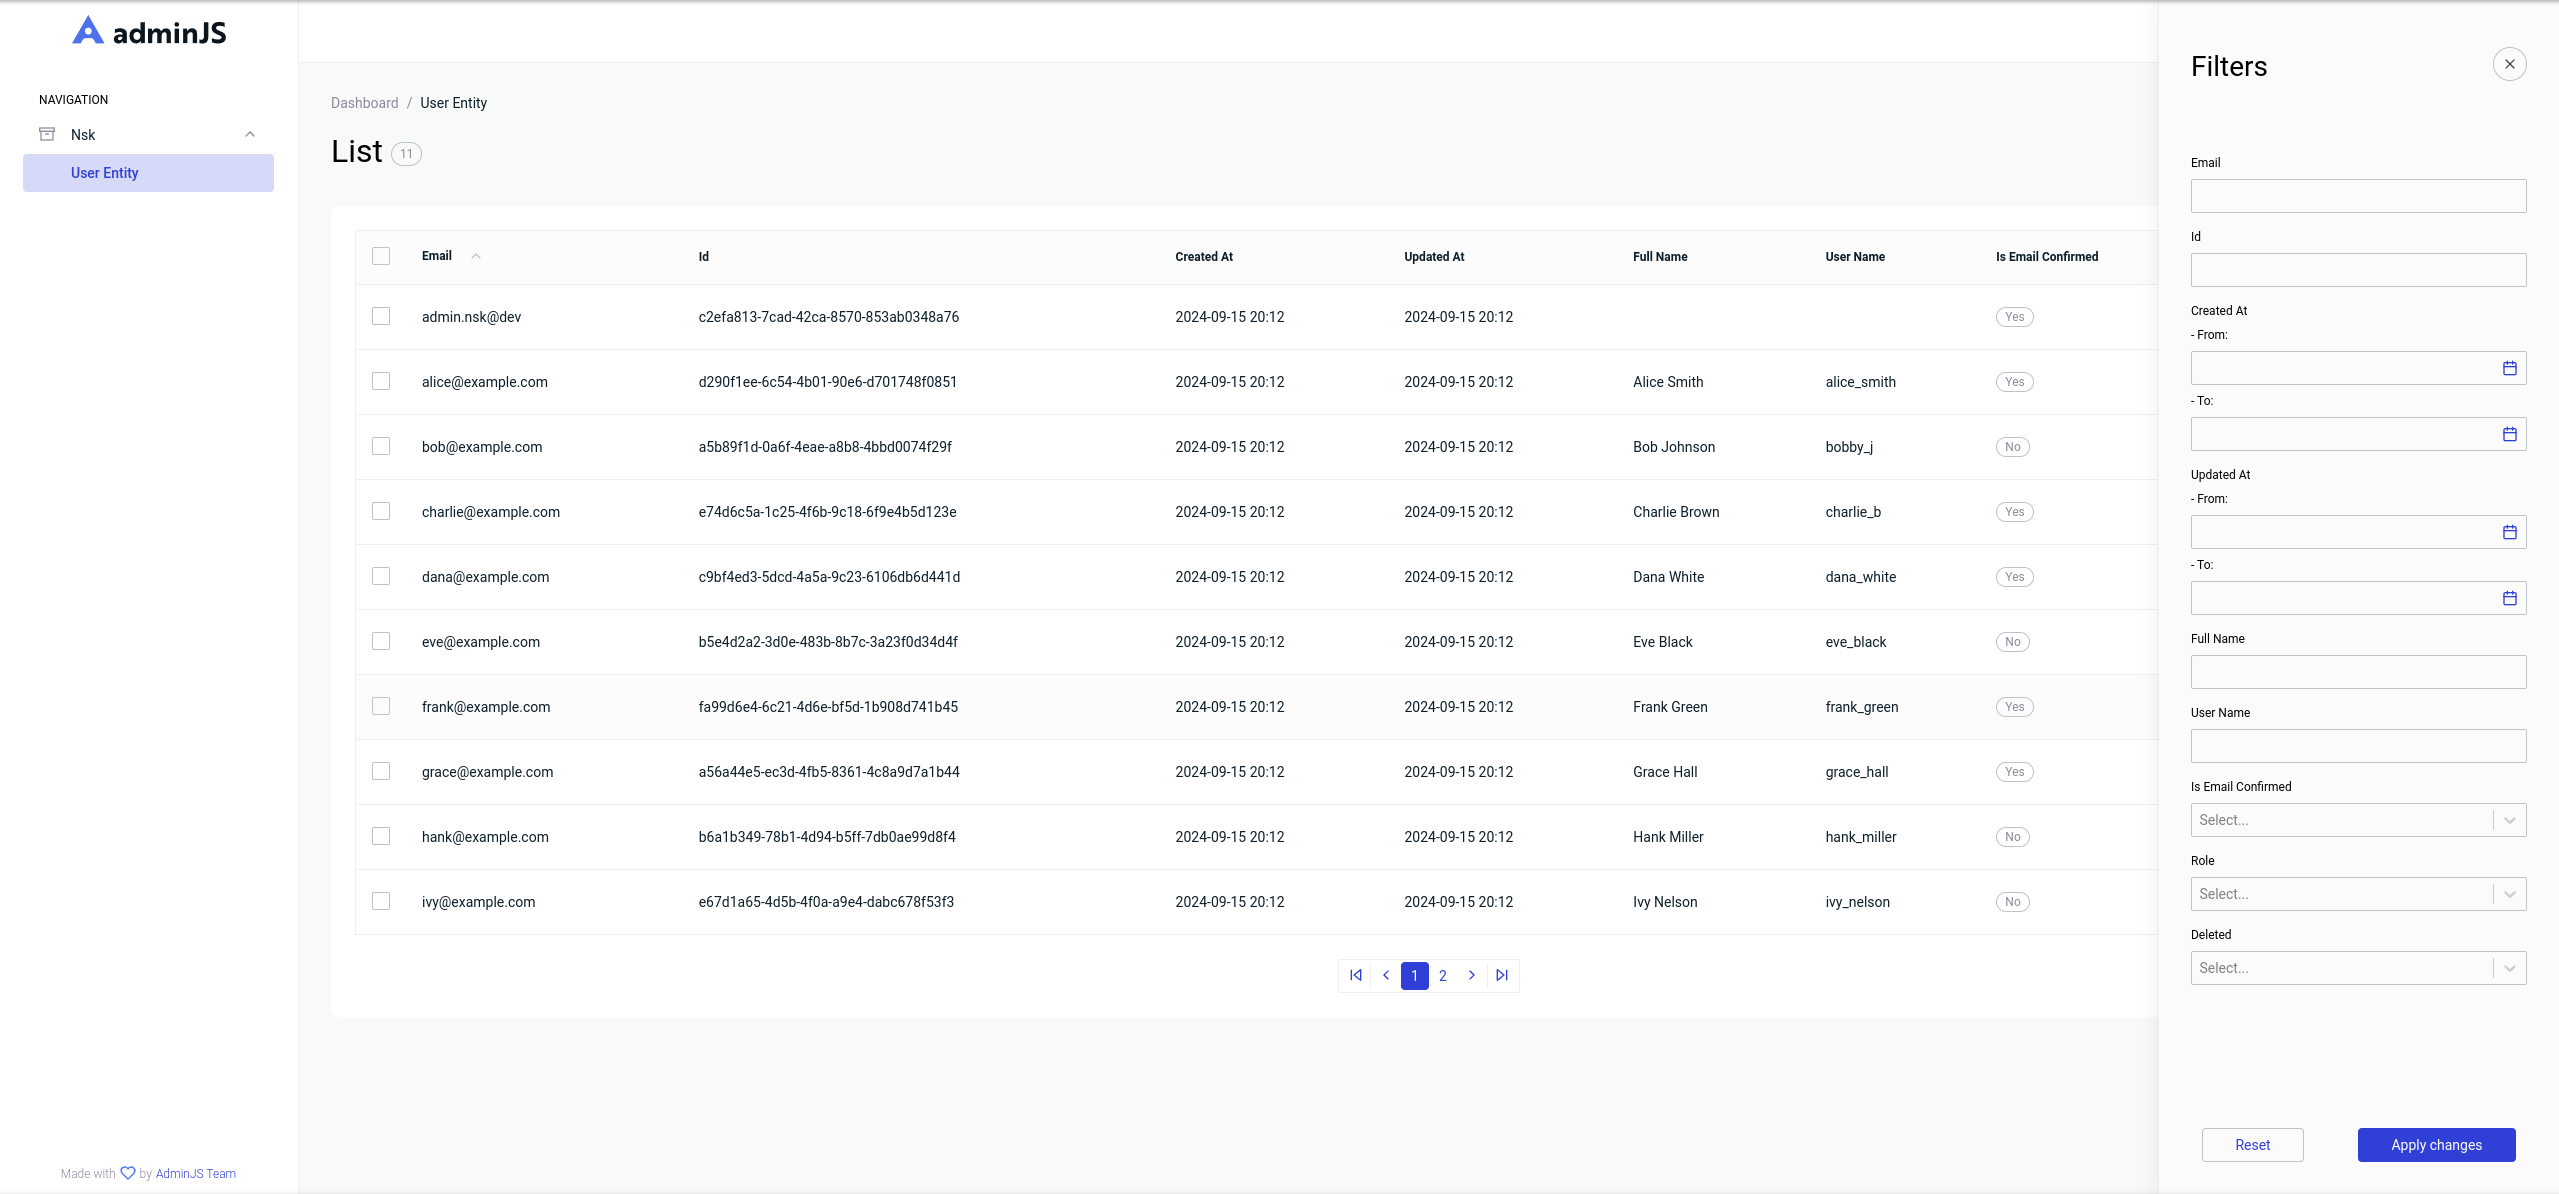 adminJS
NAVIGATION
Nsk
User Entity
Made with by AdminJS Team
Dashboard / User Entity
List 11
Email Id Created At Updated At Full Name User Name Is Email Confirmed
admin.nsk@dev c2efa813-7cad-42ca-8570-853ab0348a76 2024-09-15 20:12 2024-09-15 20:12 Yes
alice@example.com d290f1ee-6c54-4b01-90e6-d701748f0851 2024-09-15 20:12 2024-09-15 20:12 Alice Smith alice_smith Yes
bob@example.com a5b89f1d-0a6f-4eae-a8b8-4bbd0074f29f 2024-09-15 20:12 2024-09-15 20:12 Bob Johnson bobby_j No
charlie@example.com e74d6c5a-1c25-4f6b-9c18-6f9e4b5d123e 2024-09-15 20:12 2024-09-15 20:12 Charlie Brown charlie_b Yes
dana@example.com c9bf4ed3-5dcd-4a5a-9c23-6106db6d441d 2024-09-15 20:12 2024-09-15 20:12 Dana White dana_white Yes
eve@example.com b5e4d2a2-3d0e-483b-8b7c-3a23f0d34d4f 2024-09-15 20:12 2024-09-15 20:12 Eve Black eve_black No
frank@example.com fa99d6e4-6c21-4d6e-bf5d-1b908d741b45 2024-09-15 20:12 2024-09-15 20:12 Frank Green frank_green Yes
grace@example.com a56a44e5-ec3d-4fb5-8361-4c8a9d7a1b44 2024-09-15 20:12 2024-09-15 20:12 Grace Hall grace_hall Yes
hank@example.com b6a1b349-78b1-4d94-b5ff-7db0ae99d8f4 2024-09-15 20:12 2024-09-15 20:12 Hank Miller hank_miller No
ivy@example.com e67d1a65-4d5b-4f0a-a9e4-dabc678f53f3 2024-09-15 20:12 2024-09-15 20:12 Ivy Nelson ivy_nelson No
1 2
Filters
Email
Id
Created At
- From:
- To:
Updated At
- From:
- To:
Full Name
User Name
Is Email Confirmed
Select...
Role
Select...
Deleted
Select...
Reset Apply changes